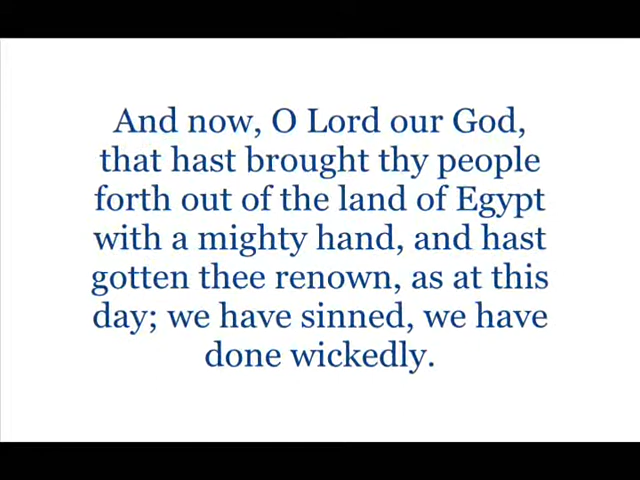 And now, O Lord our God,
that hast brought thy people
forth out of the land of Egypt
with a mighty hand, and hast
gotten thee renown, as at this
day; we have sinned, we have
done wickedly.